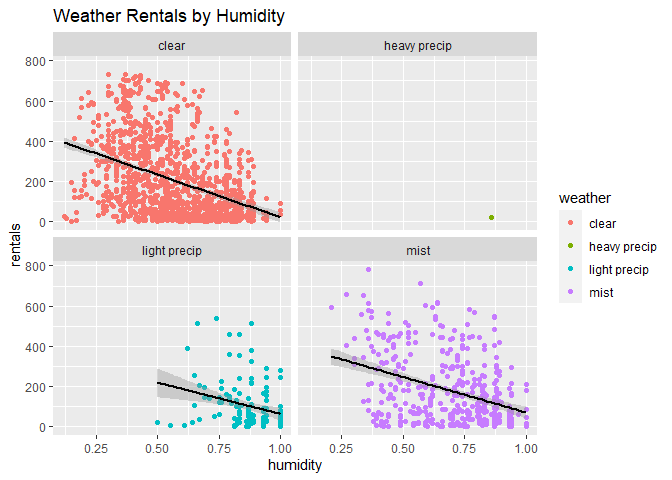 Weather Rentals by Humidity
clear
heavy precip
800
600
400
200
0
rentals
light precip
mist
800
600
400
200
0
0.25
0.50
0.75
1.00
0.25
0.50
0.75
1.00
humidity
weather
clear
heavy precip
light precip
mist